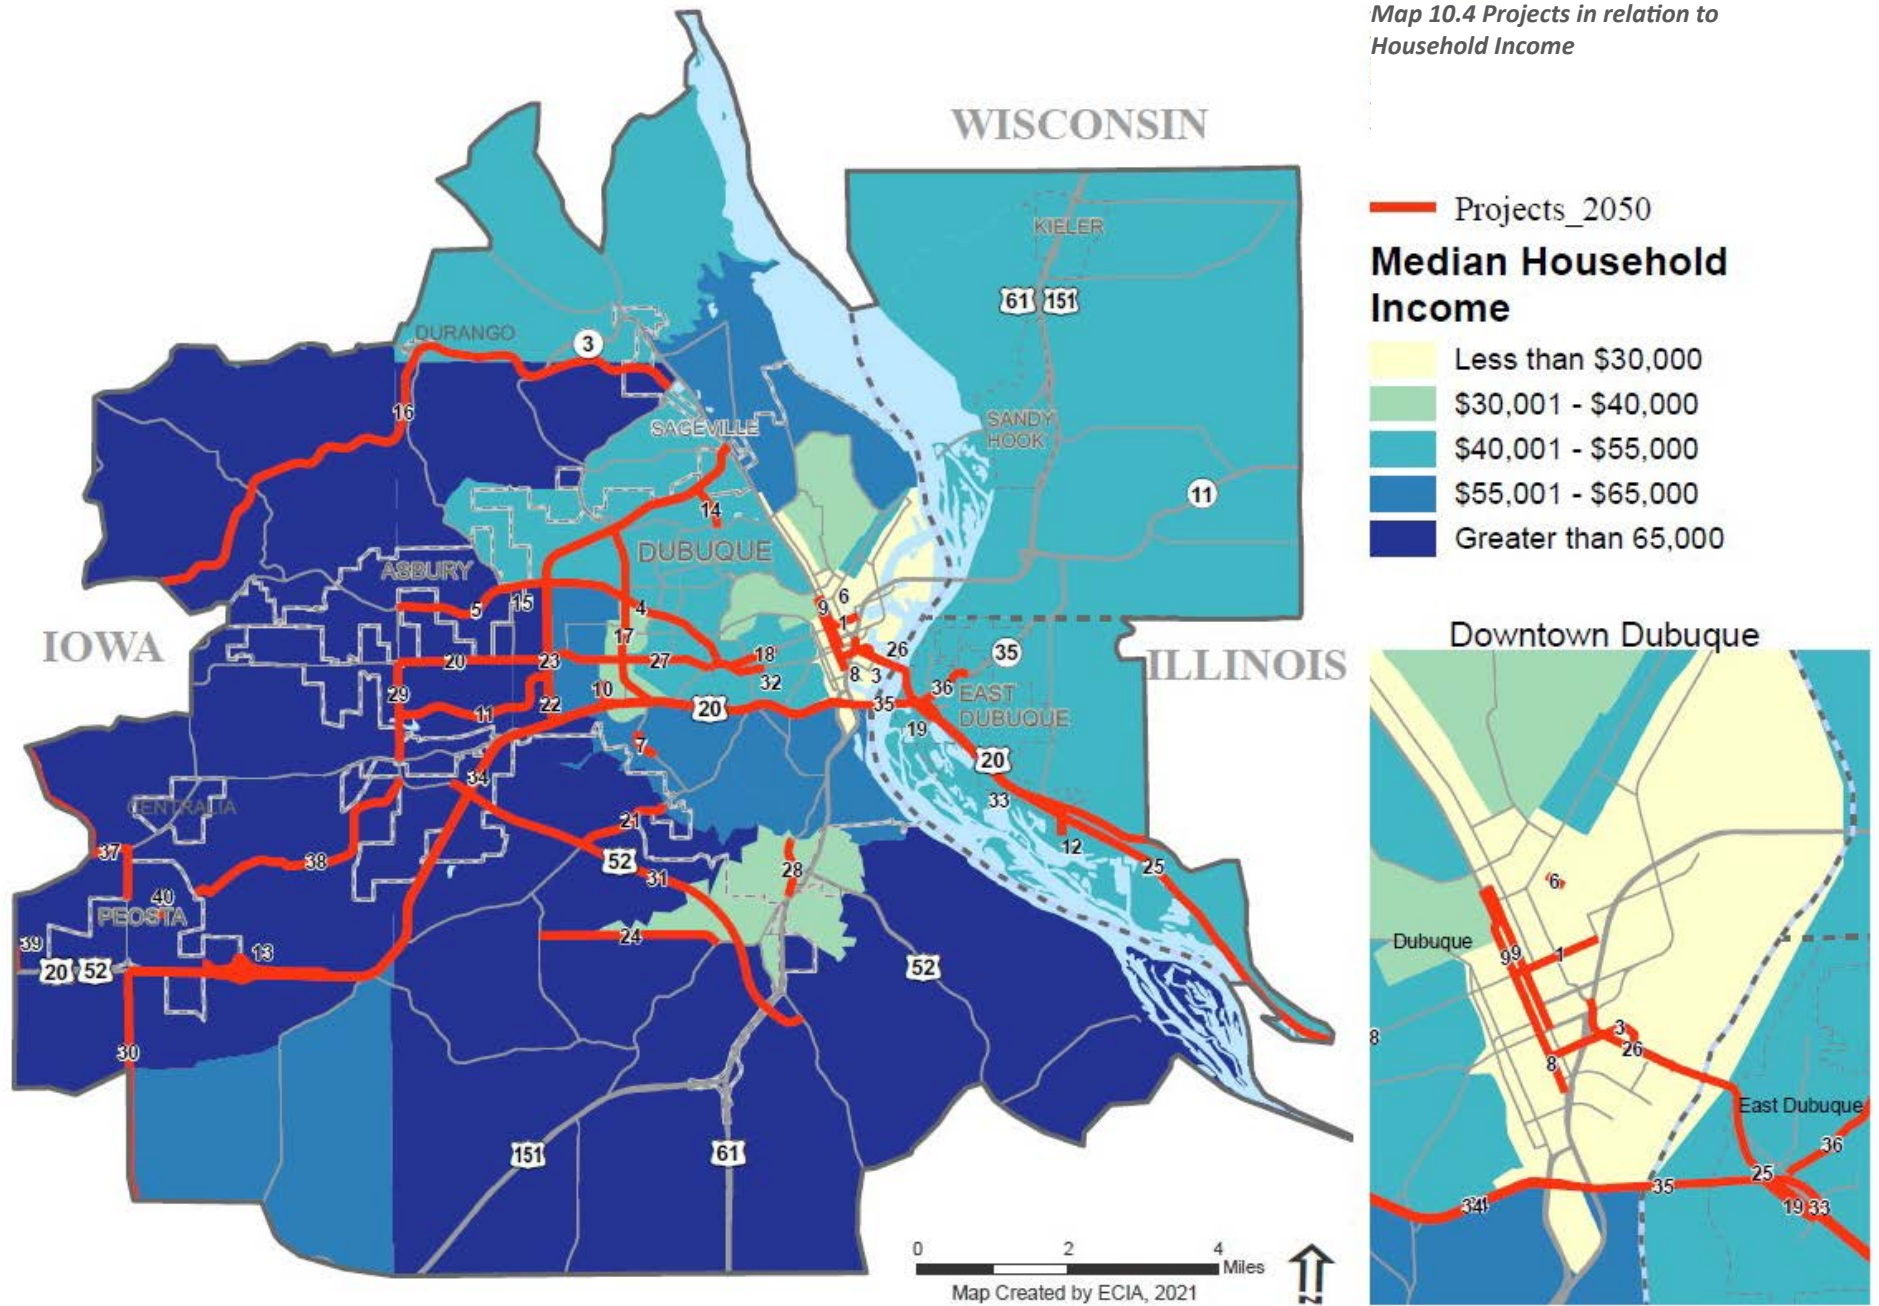 Map 10.4 Projects in relation to
Household Income
WISCONSIN
KIELER
61 151
Projects_2050
Median Household
Income
Less than $30,000
$30,001 - $40,000
$40,001 - $55,000
$55,001 - $65,000
Greater than 65,000
DURANGO
3
16
SAGEVILLE
SANDY
HOOK
11
14
DUBUQUE
ASBURY
5
15
4
9
6
1
17
IOWA
20
23
27
18
32
26
35
ILLINOIS
29
11
22
10
20
8
3
35
36
EAST
DUBUQUE
19
7
20
34
33
CENTRALIA
21
12
37
38
52
31
28
25
40
PEOSTA
39
20 52
13
24
52
30
151
61
0 2 4
Miles
Map Created by ECIA, 2021
N
Downtown Dubuque
6
Dubuque
99
1
8
3
26
8
East Dubuque
36
25
35
34
19 33